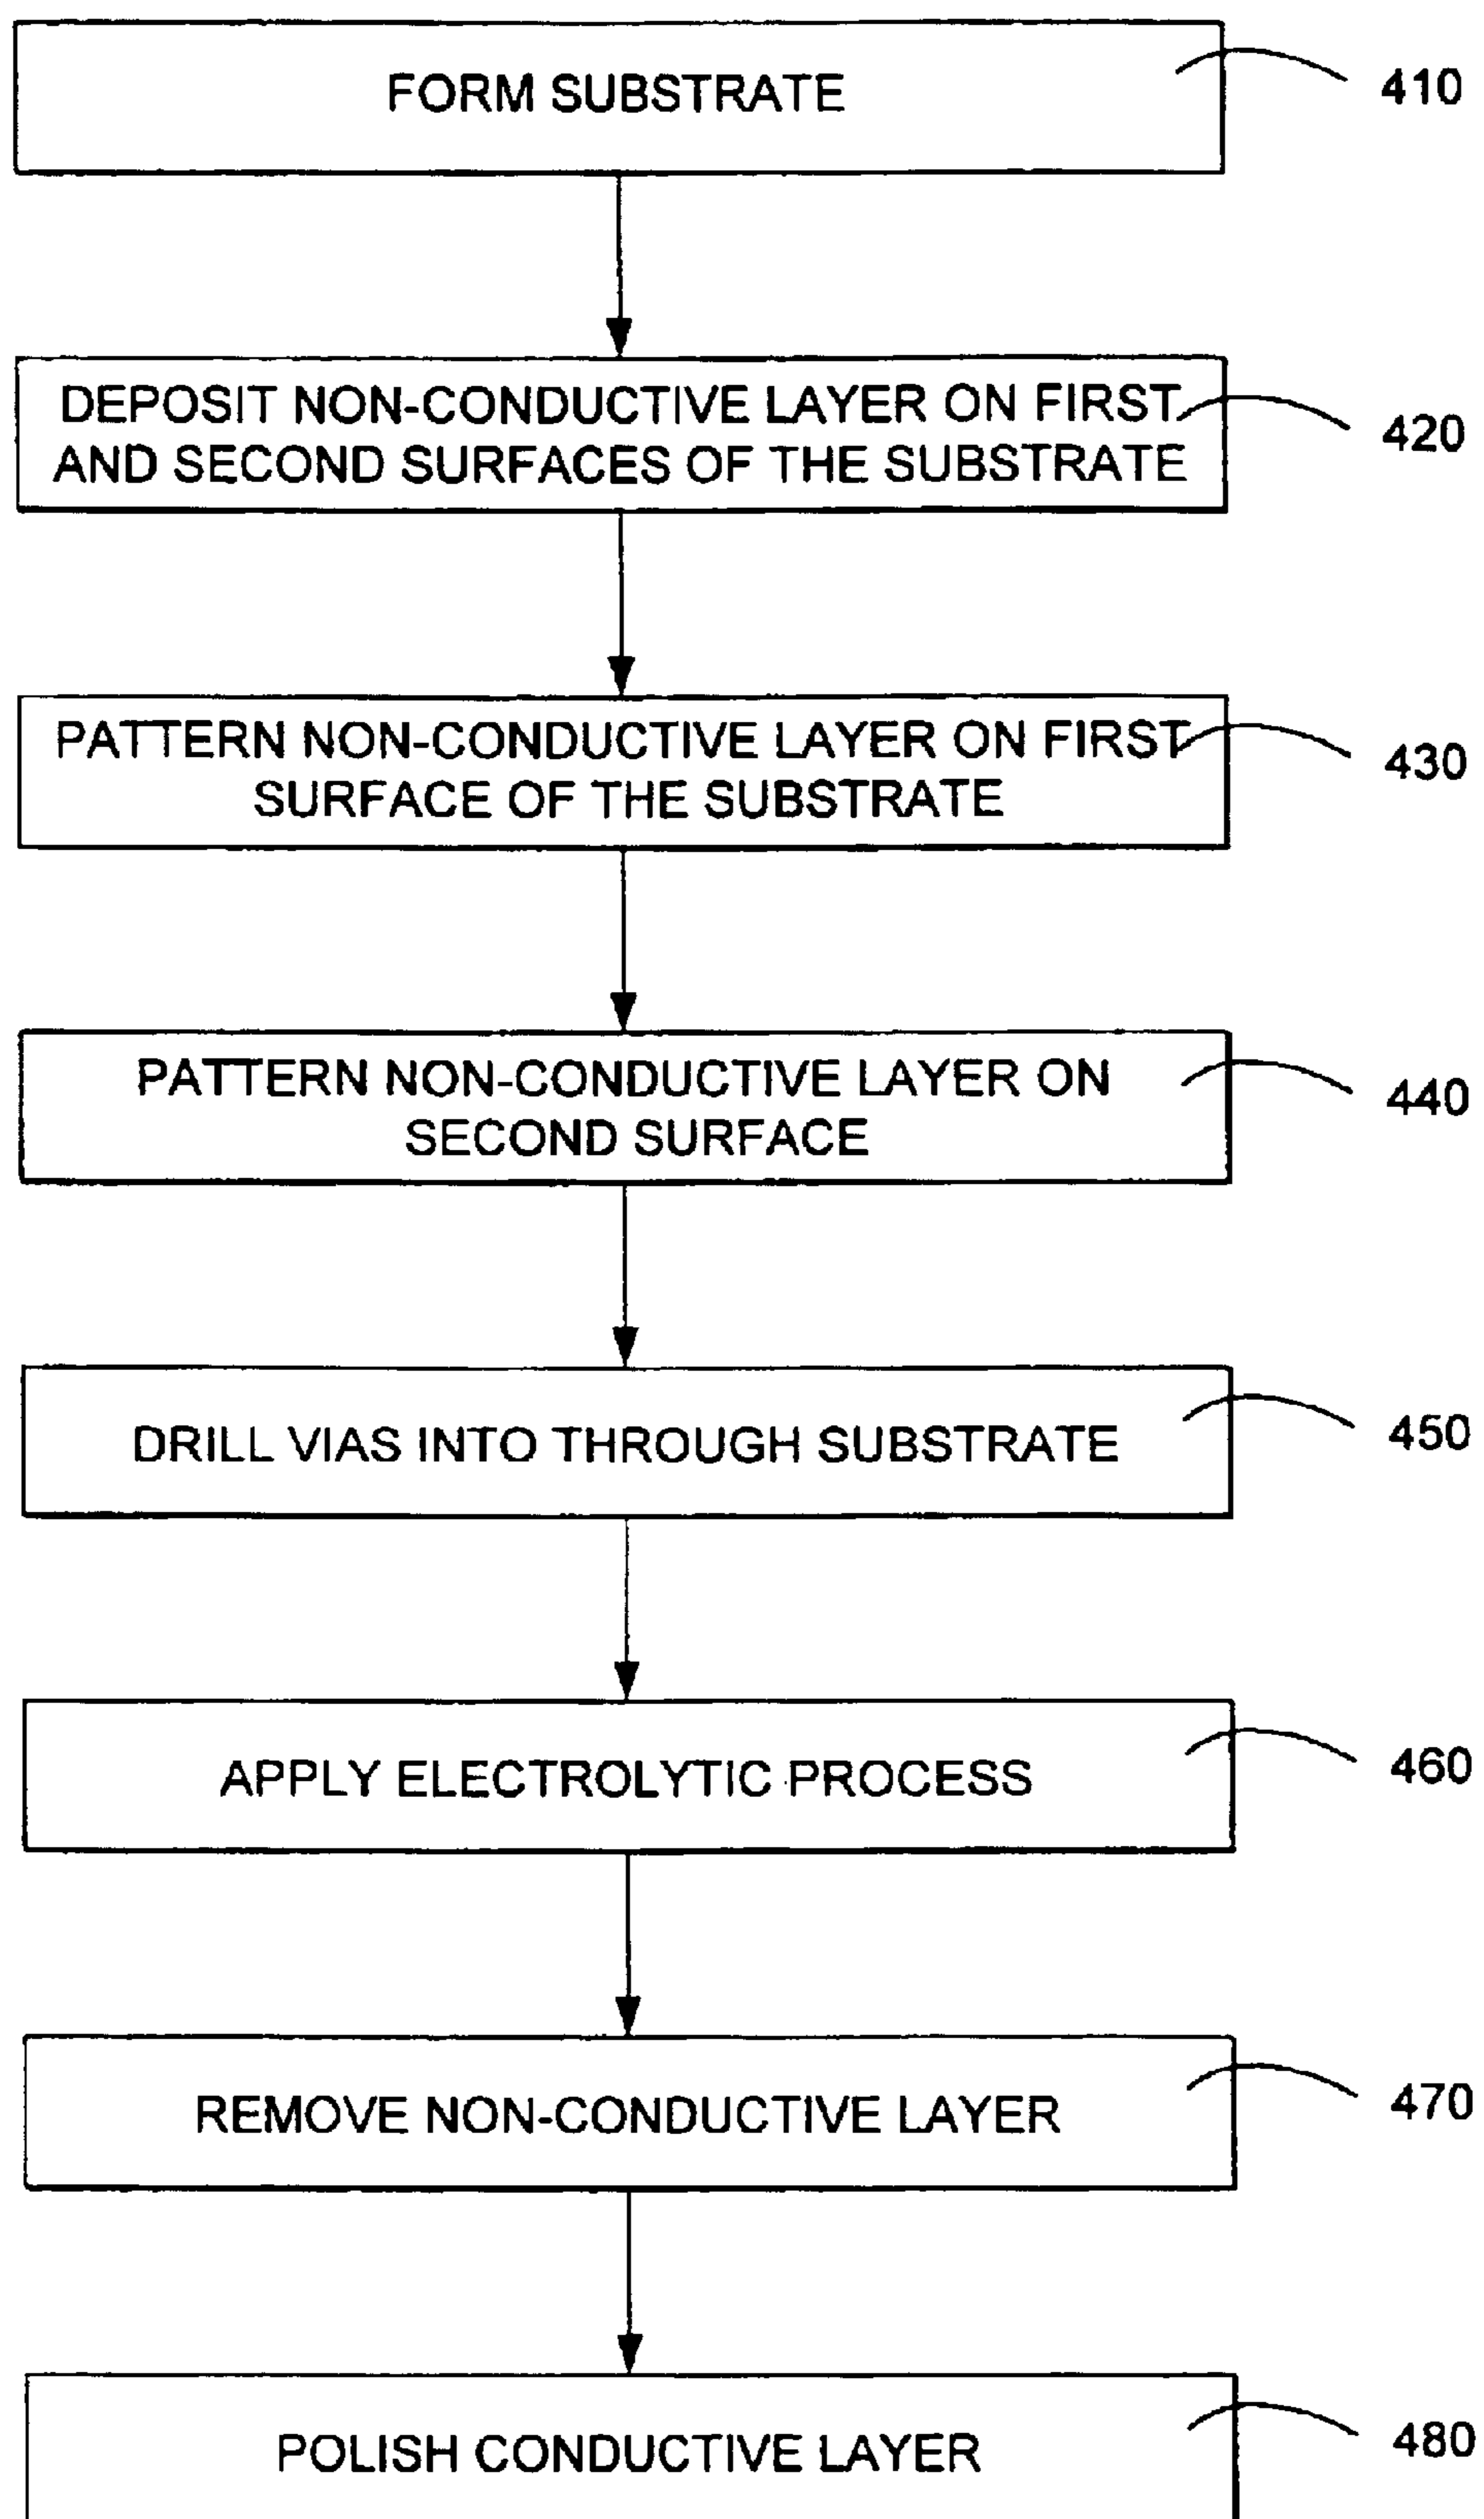 FORM SUBSTRATE
410
DEPOSIT NON-CONDUCTIVE LAYER ON FIRST
AND SECOND SURFACES OF THE SUBSTRATE
420
PATTERN NON-CONDUCTIVE LAYER ON FIRST
SURFACE OF THE SUBSTRATE
430
PATTERN NON-CONDUCTIVE LAYER ON
SECOND SURFACE
440
DRILL VIAS INTO THROUGH SUBSTRATE
450
APPLY ELECTROLYTIC PROCESS
460
REMOVE NON-CONDUCTIVE LAYER
470
POLISH CONDUCTIVE LAYER
480